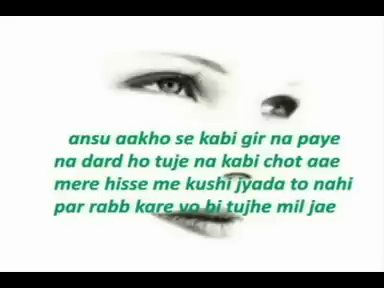 ansu aakho se kabi gir na paye
na dard ho tuje na kabi chot aae
mere hisse me kushi jyada to nahi
par rabb kare vo bi tujhe mil jae